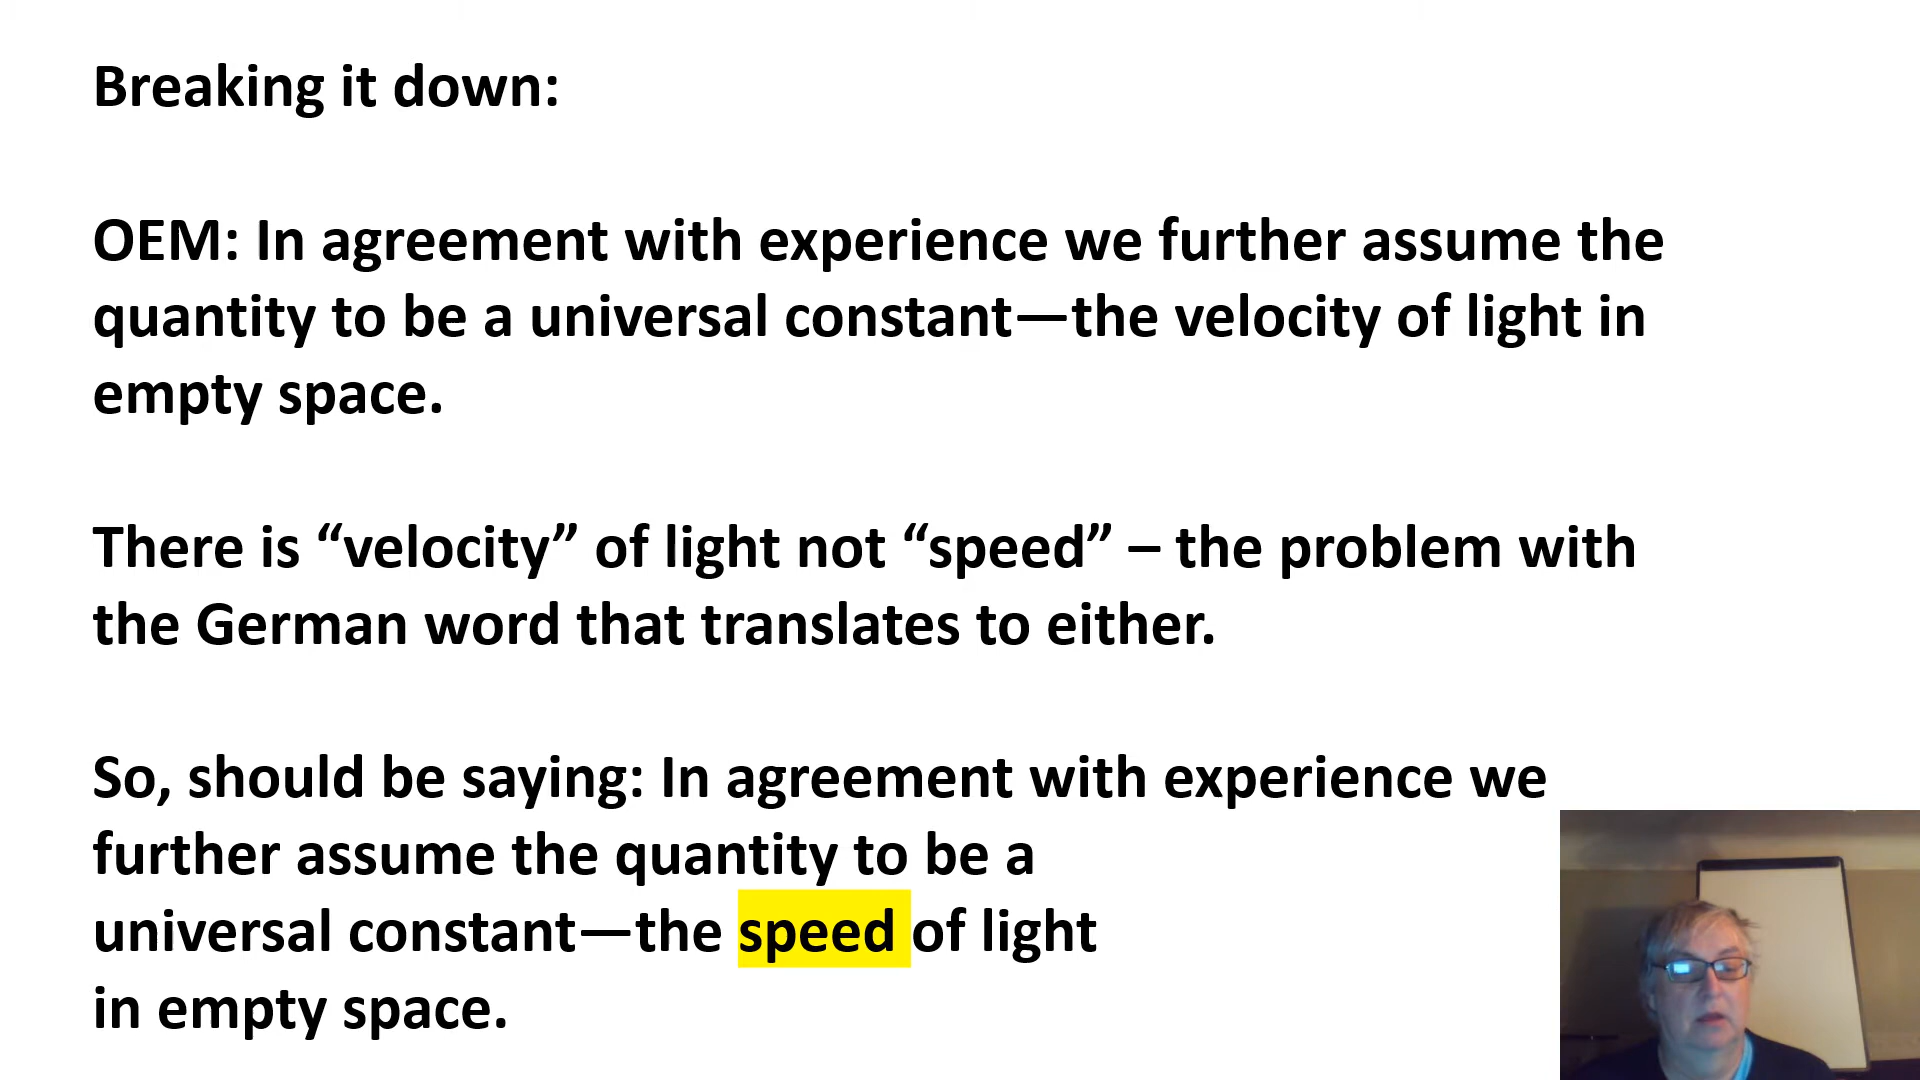 Breaking it down:
OEM: In agreement with experience we further assume the
quantity to be a universal constant—the velocity of light in
empty space.
There is “velocity” of light not “speed” – the problem with
the German word that translates to either.
So, should be saying: In agreement with experience we
further assume the quantity to be a
universal constant—the speed of light
in empty space.